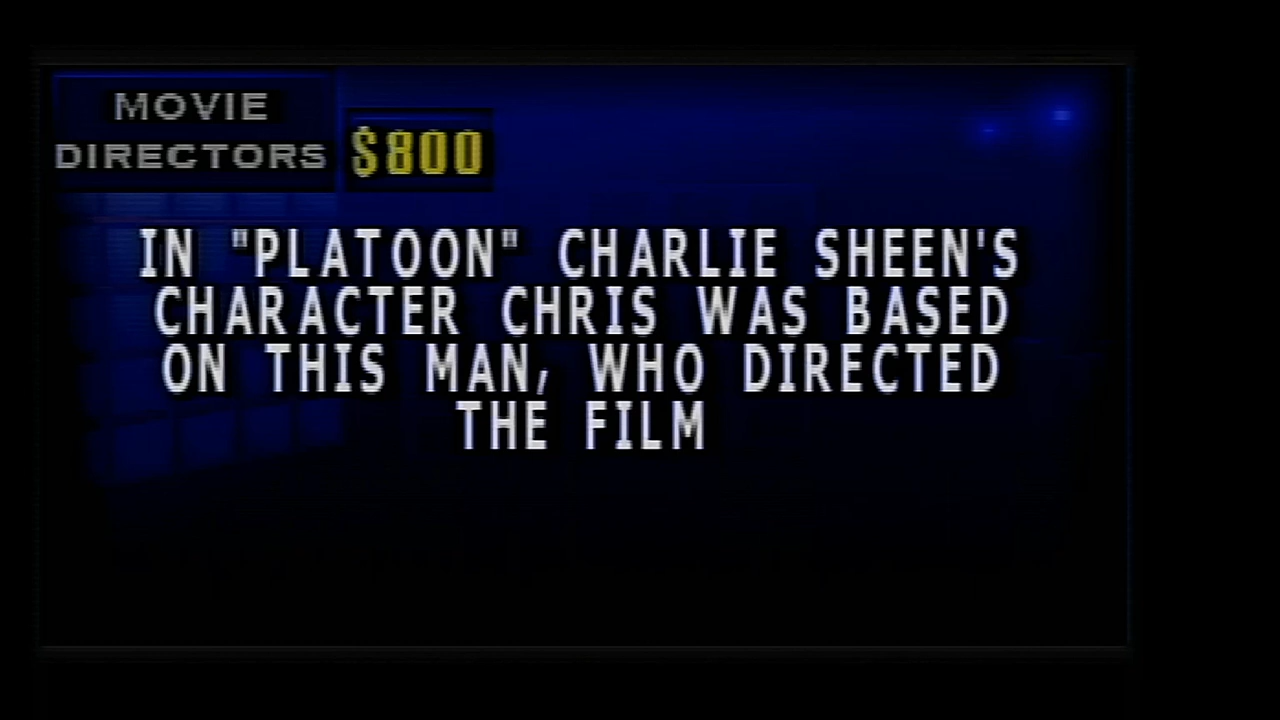 MOVIE
DIRECTORS
$800
IN "PLATOON" CHARLIE SHEEN'S
CHARACTER CHRIS WAS BASED
ON THIS MAN, WHO DIRECTED
THE FILM